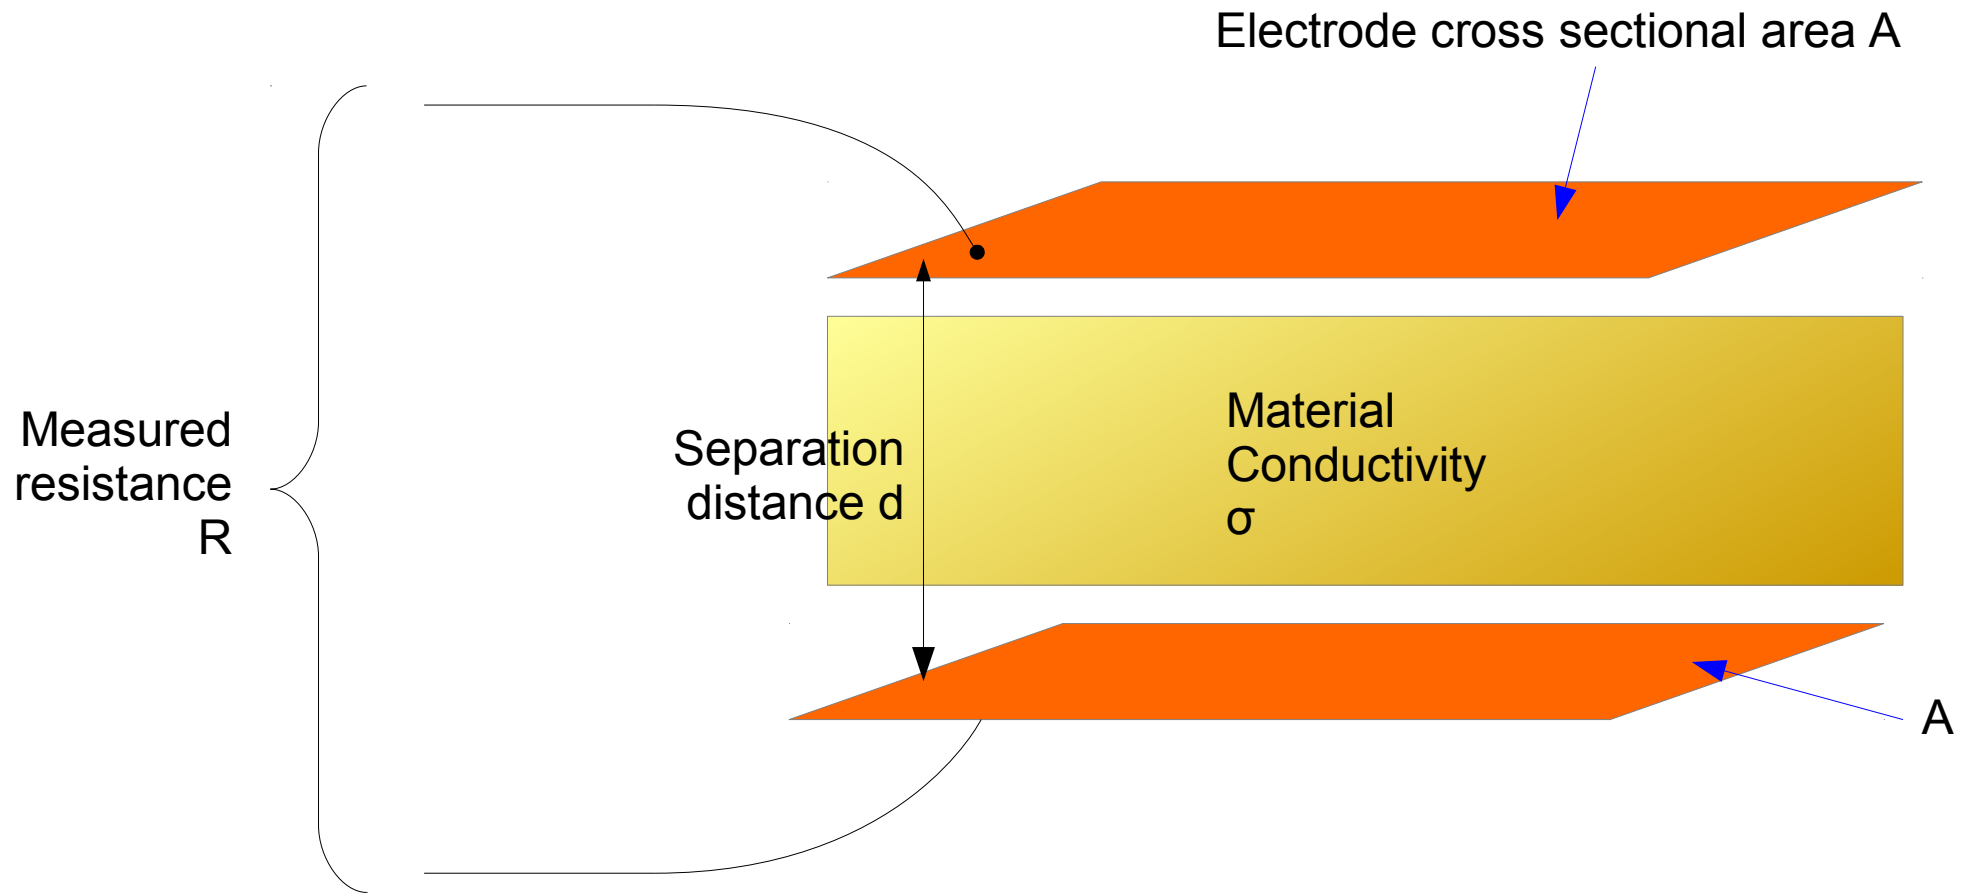 Electrode cross sectional area A
Measured
resistance
R
Separation
distance d
Material
Conductivity
σ
A